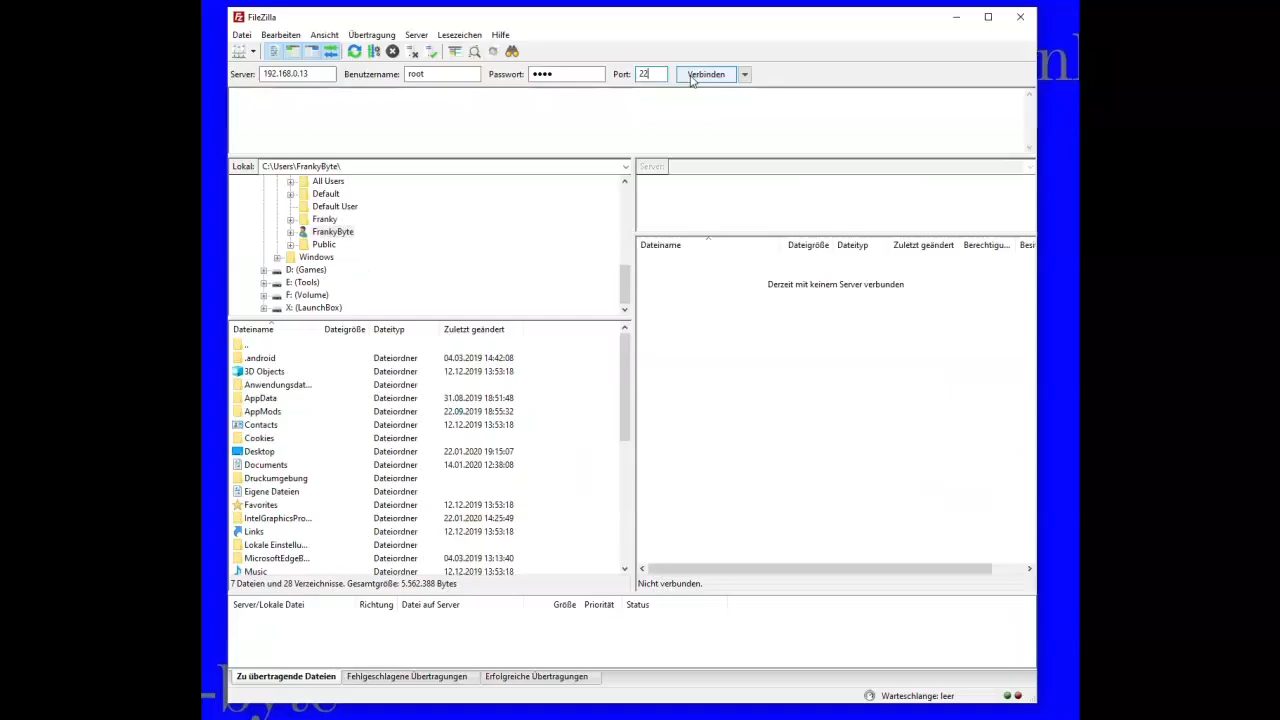 FileZilla
Datei Bearbeiten Ansicht Übertragung Server Lesezeichen Hilfe
Server: 192.168.0.13 Benutzername: root Passwort: •••• Port: 22 Verbinden
Lokal: C:\Users\FrankyByte\
Server:
All Users
Default
Default User
Franky
FrankyByte
Public
Windows
D: (Games)
E: (Tools)
F: (Volume)
X: (LaunchBox)
Dateiname Dateigröße Dateityp Zuletzt geändert Berechtigu... Besi
Derzeit mit keinem Server verbunden
Dateiname Dateigröße Dateityp Zuletzt geändert
..
.android Dateiordner 04.03.2019 14:42:08
3D Objects Dateiordner 12.12.2019 13:53:18
Anwendungsdat... Dateiordner
AppData Dateiordner 31.08.2019 18:51:48
AppMods Dateiordner 22.09.2019 18:55:32
Contacts Dateiordner 12.12.2019 13:53:18
Cookies Dateiordner
Desktop Dateiordner 22.01.2020 19:15:07
Documents Dateiordner 14.01.2020 12:38:08
Druckumgebung Dateiordner
Eigene Dateien Dateiordner
Favorites Dateiordner 12.12.2019 13:53:18
IntelGraphicsPro... Dateiordner 22.01.2020 14:25:49
Links Dateiordner 12.12.2019 13:53:18
Lokale Einstellu... Dateiordner
MicrosoftEdgeB... Dateiordner 04.03.2019 13:13:40
Music Dateiordner 12.12.2019 13:53:18
7 Dateien und 28 Verzeichnisse. Gesamtgröße: 5.562.388 Bytes
Nicht verbunden.
Server/Lokale Datei Richtung Datei auf Server Größe Priorität Status
Zu übertragende Dateien Fehlgeschlagene Übertragungen Erfolgreiche Übertragungen
Warteschlange: leer